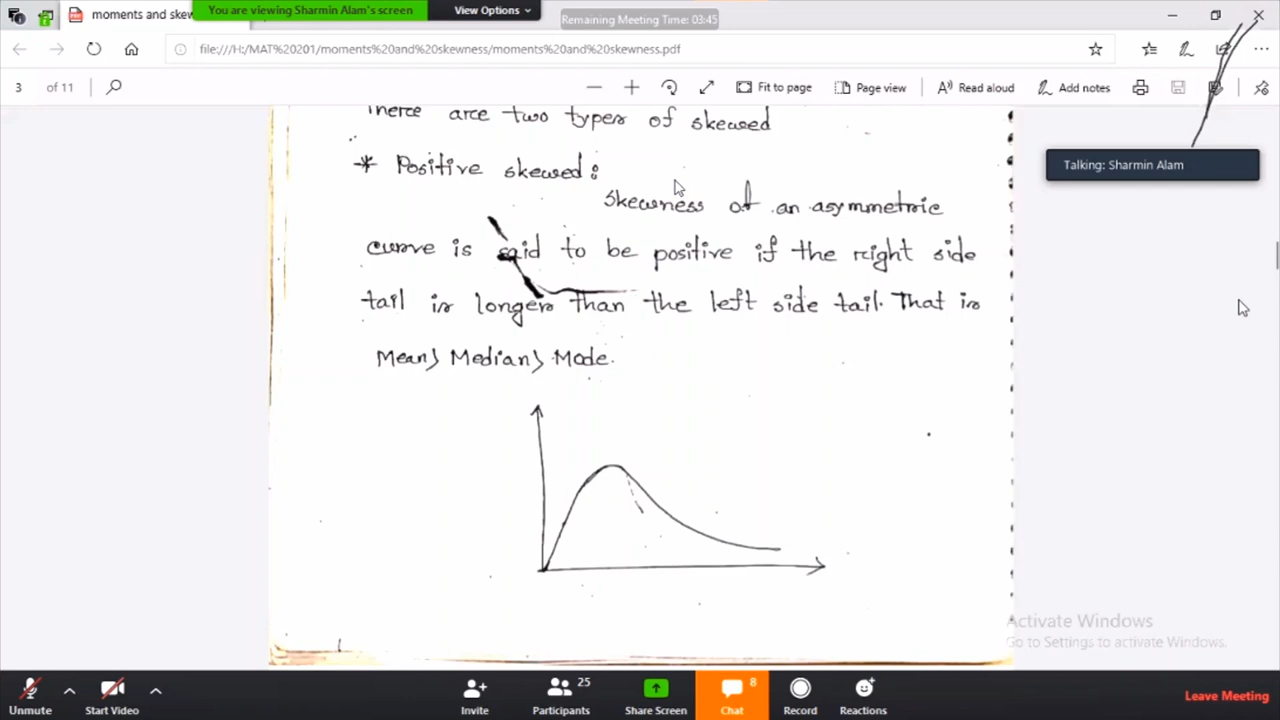 moments and skew
You are viewing Sharmin Alam's screen
View Options
Remaining Meeting Time: 03:45
file:///H:/MAT%20201/moments%20and%20skewness/moments%20and%20skewness.pdf
3 of 11
Fit to page
Page view
Read aloud
Add notes
There are two types of skewed
Talking: Sharmin Alam
* Positive skewed:
skewness of an asymmetric
curve is said to be positive if the right side
tail is longer than the left side tail. That is
Mean> Median> Mode.
Activate Windows
Go to Settings to activate Windows.
Unmute
Start Video
Invite
25
Participants
Share Screen
8
Chat
Record
Reactions
Leave Meeting